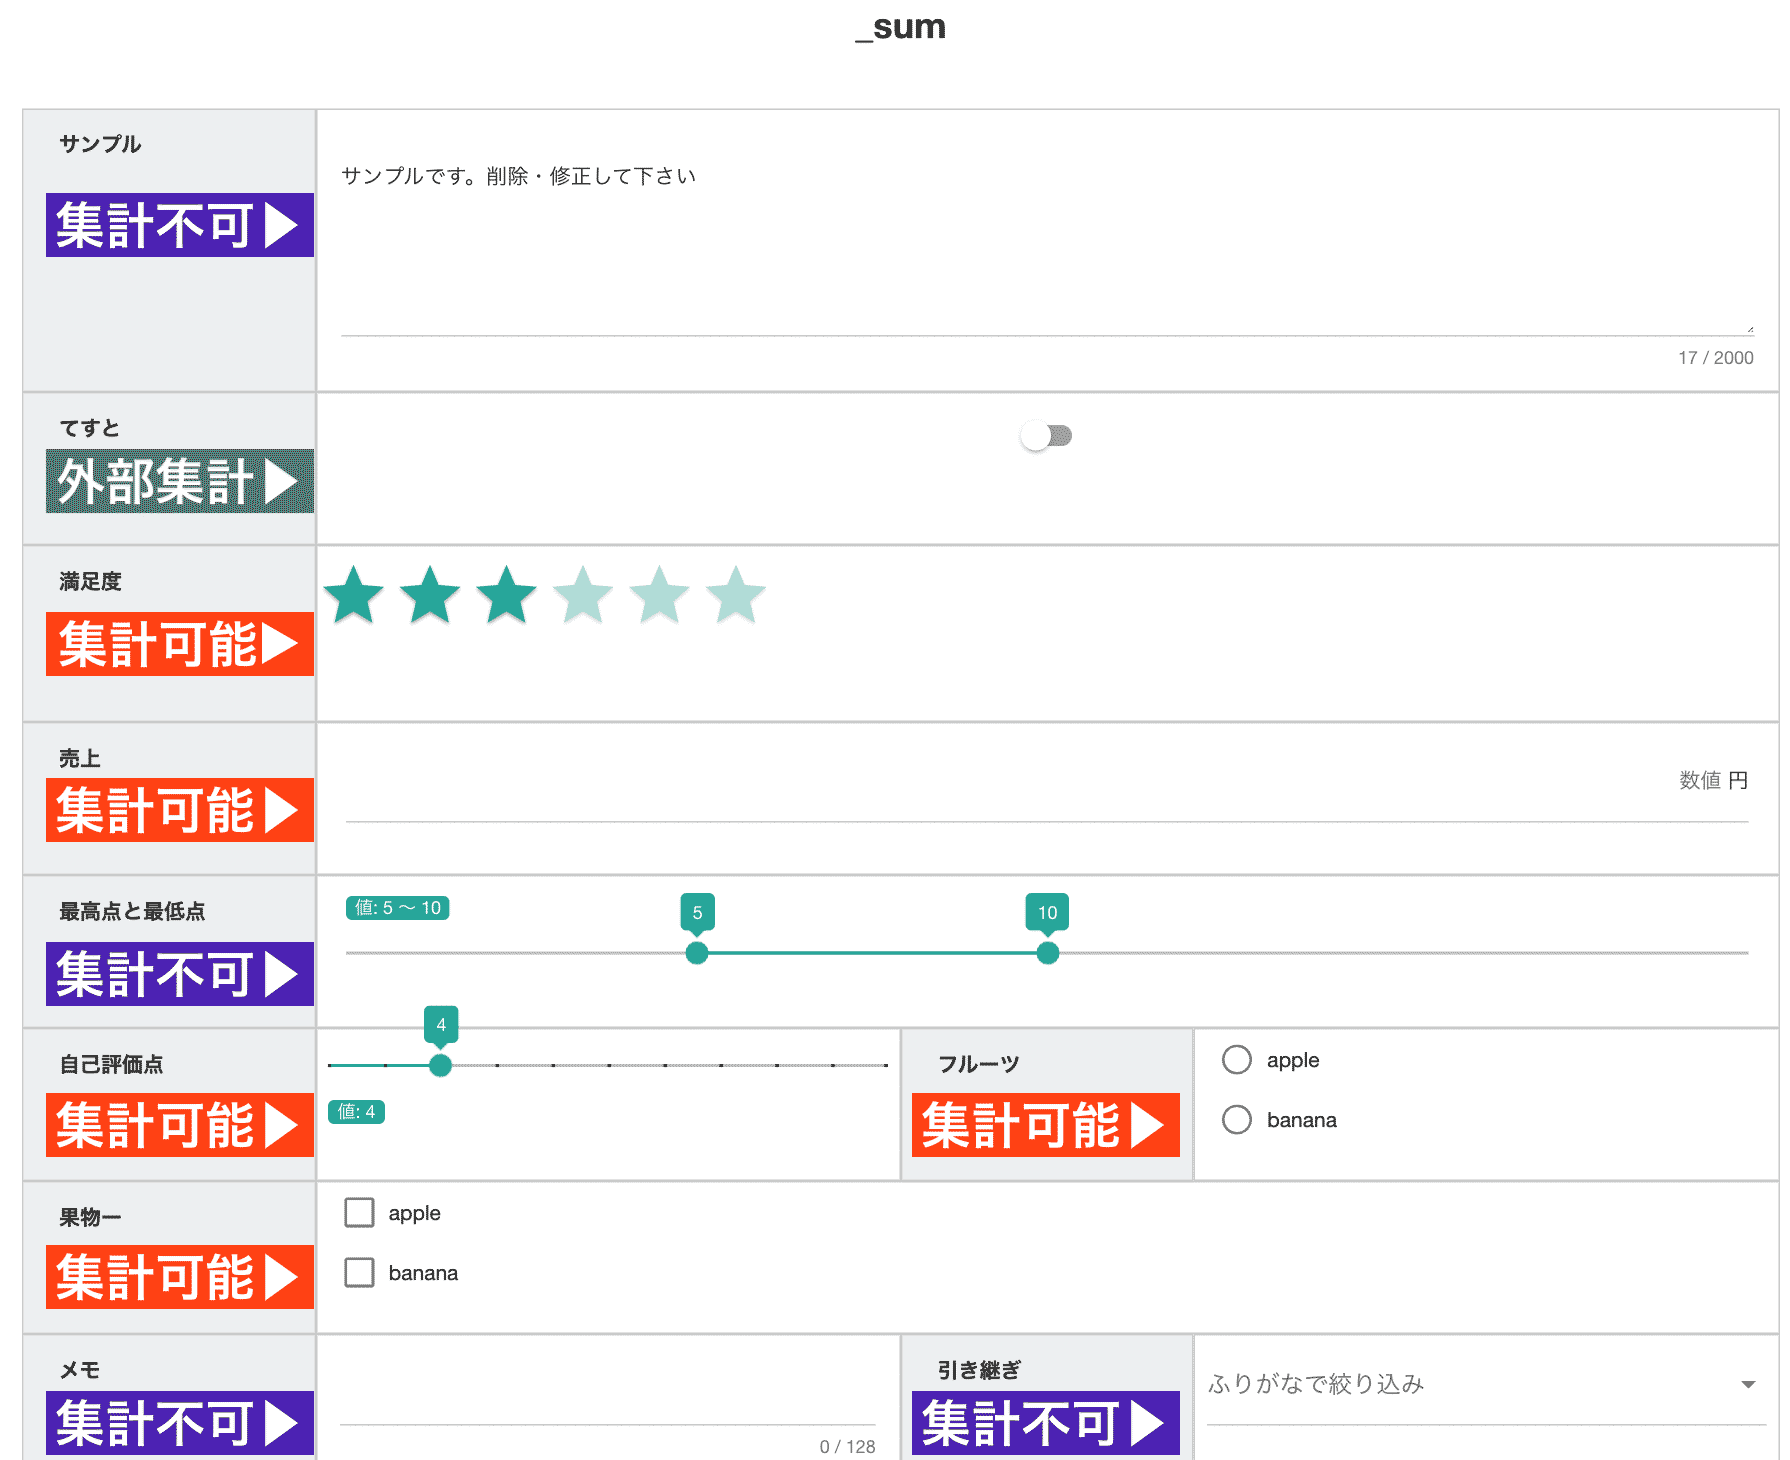 _sum
サンプル
集計不可▶
サンプルです。削除・修正して下さい
17 / 2000
てすと
外部集計▶
満足度
集計可能▶
売上
集計可能▶
数値 円
最高点と最低点
集計不可▶
値: 5 〜 10
5
10
自己評価点
集計可能▶
4
値: 4
フルーツ
集計可能▶
apple
banana
果物一
集計可能▶
apple
banana
メモ
集計不可▶
0 / 128
引き継ぎ
集計不可▶
ふりがなで絞り込み